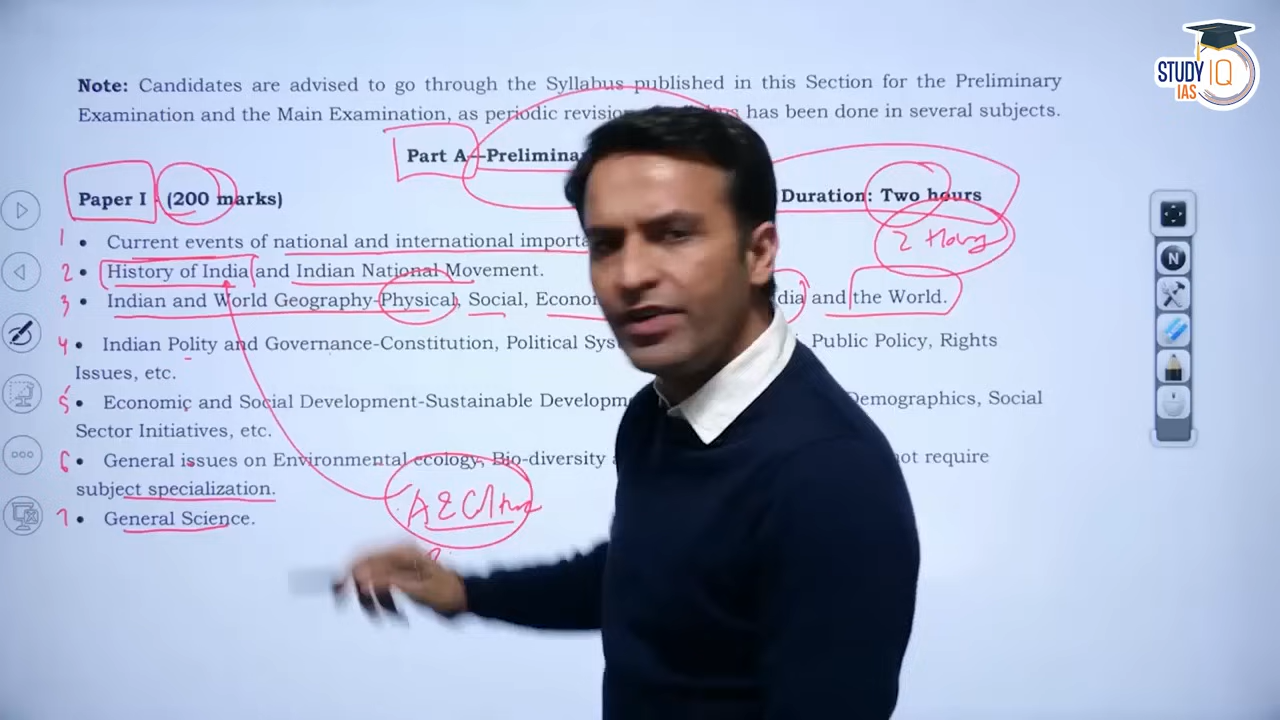 STUDY IQ
IAS
Note: Candidates are advised to go through the Syllabus published in this Section for the Preliminary
Examination and the Main Examination, as periodic revision has been done in several subjects.
Part A—Prelimina
Paper I (200 marks) Duration: Two hours
2 Hours
1 • Current events of national and international importa
2 • History of India and Indian National Movement.
3 • Indian and World Geography-Physical, Social, Econom dia and the World.
4 • Indian Polity and Governance-Constitution, Political Sys Public Policy, Rights
Issues, etc.
5 • Economic and Social Development-Sustainable Developme Demographics, Social
Sector Initiatives, etc.
6 • General issues on Environmental ecology, Bio-diversity not require
subject specialization.
A & Culture
7 • General Science.
N